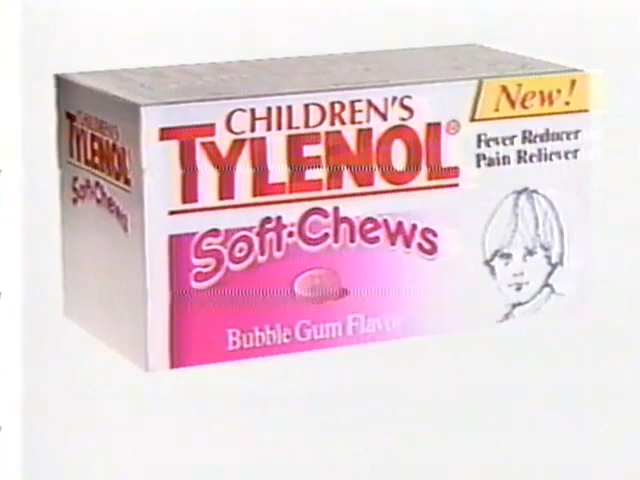 CHILDREN'S
TYLENOL®
Soft·Chews
Bubble Gum Flavor
New!
Fever Reducer
Pain Reliever
CHILDREN'S
TYLENOL
Soft·Chews